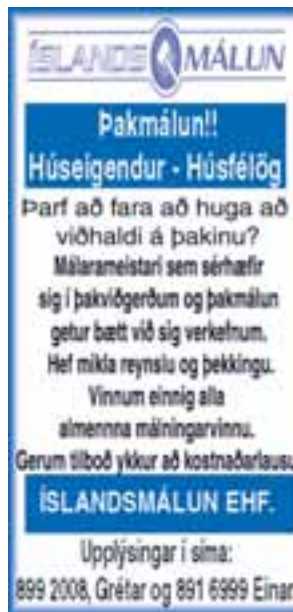 ÍSLANDS MÁLUN
Þakmálun!!
Húseigendur - Húsfélög
Þarf að fara að huga að
viðhaldi á þakinu?
Málarameistari sem sérhæfir
sig í þakviðgerðum og þakmálun
getur bætt við sig verkefnum.
Hef mikla reynslu og þekkingu.
Vinnum einnig alla
almennna málningarvinnu.
Gerum tilboð ykkur að kostnaðarlausu
ÍSLANDSMÁLUN EHF.
Upplýsingar í síma:
899 2008, Grétar og 891 6999 Einar